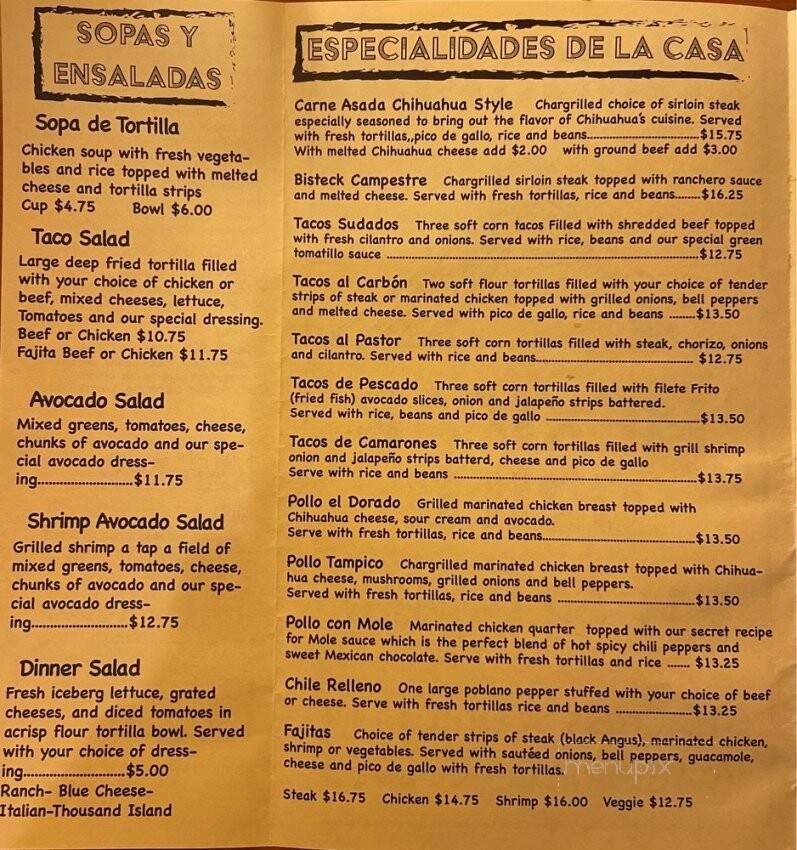 SOPAS Y
ENSALADAS
Sopa de Tortilla
Chicken soup with fresh vegeta-
bles and rice topped with melted
cheese and tortilla strips
Cup $4.75 Bowl $6.00
Taco Salad
Large deep fried tortilla filled
with your choice of chicken or
beef, mixed cheeses, lettuce,
Tomatoes and our special dressing.
Beef or Chicken $10.75
Fajita Beef or Chicken $11.75
Avocado Salad
Mixed greens, tomatoes, cheese,
chunks of avocado and our spe-
cial avocado dress-
ing............................$11.75
Shrimp Avocado Salad
Grilled shrimp a tap a field of
mixed greens, tomatoes, cheese,
chunks of avocado and our spe-
cial avocado dress-
ing............................$12.75
Dinner Salad
Fresh iceberg lettuce, grated
cheeses, and diced tomatoes in
acrisp flour tortilla bowl. Served
with your choice of dress-
ing..............................$5.00
Ranch- Blue Cheese-
Italian-Thousand Island
ESPECIALIDADES DE LA CASA
Carne Asada Chihuahua Style Chargrilled choice of sirloin steak
especially seasoned to bring out the flavor of Chihuahua's cuisine. Served
with fresh tortillas,,pico de gallo, rice and beans................................$15.75
With melted Chihuahua cheese add $2.00 with ground beef add $3.00
Bisteck Campestre Chargrilled sirloin steak topped with ranchero sauce
and melted cheese. Served with fresh tortillas, rice and beans........$16.25
Tacos Sudados Three soft corn tacos Filled with shredded beef topped
with fresh cilantro and onions. Served with rice, beans and our special green
tomatillo sauce ..........................................................................................$12.75
Tacos al Carbón Two soft flour tortillas filled with your choice of tender
strips of steak or marinated chicken topped with grilled onions, bell peppers
and melted cheese. Served with pico de gallo, rice and beans ........$13.50
Tacos al Pastor Three soft corn tortillas filled with steak, chorizo, onions
and cilantro. Served with rice and beans.............................................. $12.75
Tacos de Pescado Three soft corn tortillas filled with filete Frito
(fried fish) avocado slices, onion and jalapeño strips battered.
Served with rice, beans and pico de gallo .............................................$13.50
Tacos de Camarones Three soft corn tortillas filled with grill shrimp
onion and jalapeño strips batterd, cheese and pico de gallo
Serve with rice and beans ......................................................................$13.75
Pollo el Dorado Grilled marinated chicken breast topped with
Chihuahua cheese, sour cream and avocado.
Serve with fresh tortillas, rice and beans............................................$13.50
Pollo Tampico Chargrilled marinated chicken breast topped with Chihua-
hua cheese, mushrooms, grilled onions and bell peppers.
Served with fresh tortillas, rice and beans ........................................$13.50
Pollo con Mole Marinated chicken quarter topped with our secret recipe
for Mole sauce which is the perfect blend of hot spicy chili peppers and
sweet Mexican chocolate. Serve with fresh tortillas and rice ....... $13.25
Chile Relleno One large poblano pepper stuffed with your choice of beef
or cheese. Serve with fresh tortillas rice and beans ......................$13.25
Fajitas Choice of tender strips of steak (black Angus), marinated chicken,
shrimp or vegetables. Served with sautéed onions, bell peppers, guacamole,
cheese and pico de gallo with fresh tortillas.
menupix
Steak $16.75 Chicken $14.75 Shrimp $16.00 Veggie $12.75